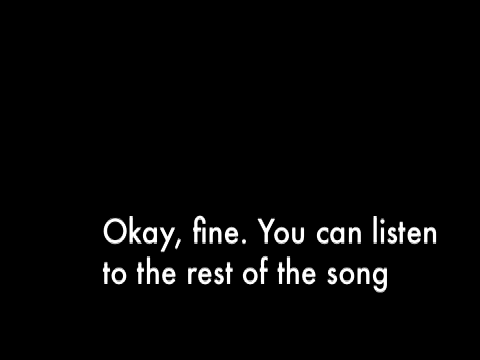 Okay, fine. You can listen
to the rest of the song